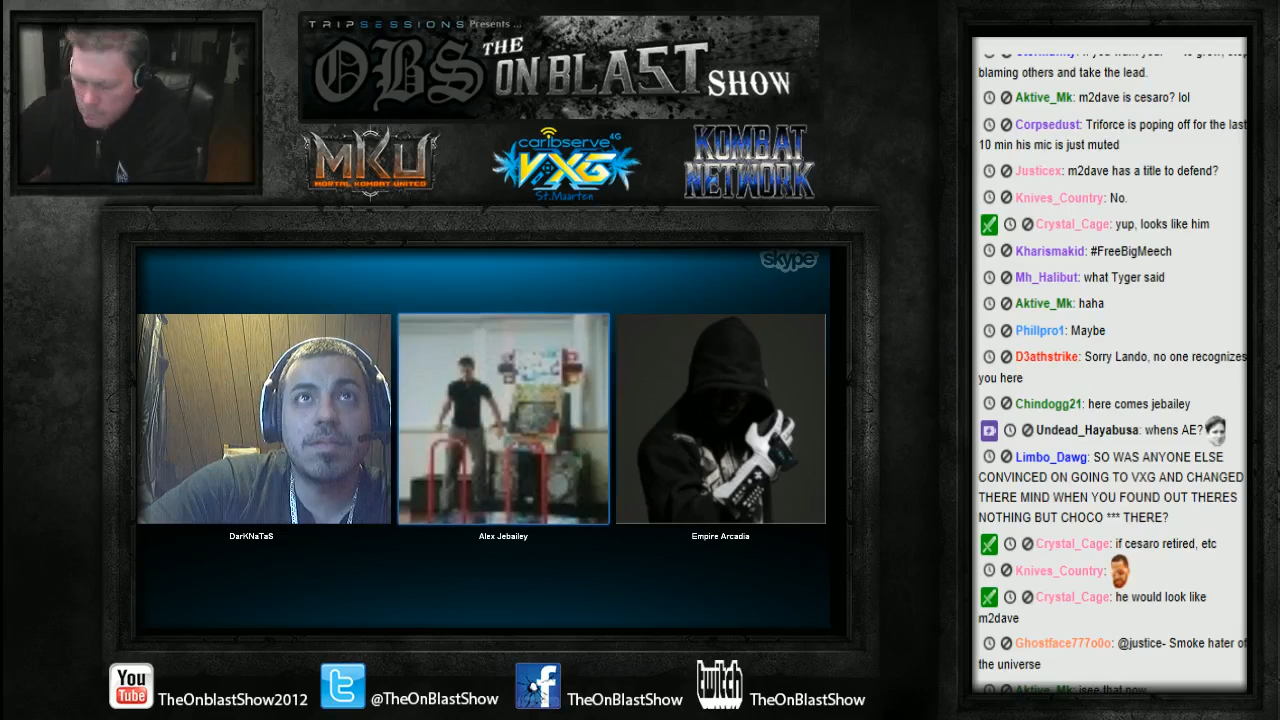 TRIPSESSIONS Presents ...
OBS THE ON BLAST SHOW
MKU
MORTAL KOMBAT UNITED
caribserve 4G
VXG
St.Maarten
KOMBAT
NETWORK
skype
DarKNaTaS
Alex Jebailey
Empire Arcadia
You
Tube
TheOnblastShow2012
@TheOnBlastShow
TheOnBlastShow
twitch
TheOnBlastShow
blaming others and take the lead.
Aktive_Mk: m2dave is cesaro? lol
Corpsedust: Triforce is poping off for the last
10 min his mic is just muted
Justicex: m2dave has a title to defend?
Knives_Country: No.
Crystal_Cage: yup, looks like him
Kharismakid: #FreeBigMeech
Mh_Halibut: what Tyger said
Aktive_Mk: haha
Phillpro1: Maybe
D3athstrike: Sorry Lando, no one recognizes
you here
Chindogg21: here comes jebailey
Undead_Hayabusa: whens AE?
Limbo_Dawg: SO WAS ANYONE ELSE
CONVINCED ON GOING TO VXG AND CHANGED
THERE MIND WHEN YOU FOUND OUT THERES
NOTHING BUT CHOCO *** THERE?
Crystal_Cage: if cesaro retired, etc
Knives_Country:
Crystal_Cage: he would look like
m2dave
Ghostface777o0o: @justice- Smoke hater of
the universe
Aktive_Mk: isee that now